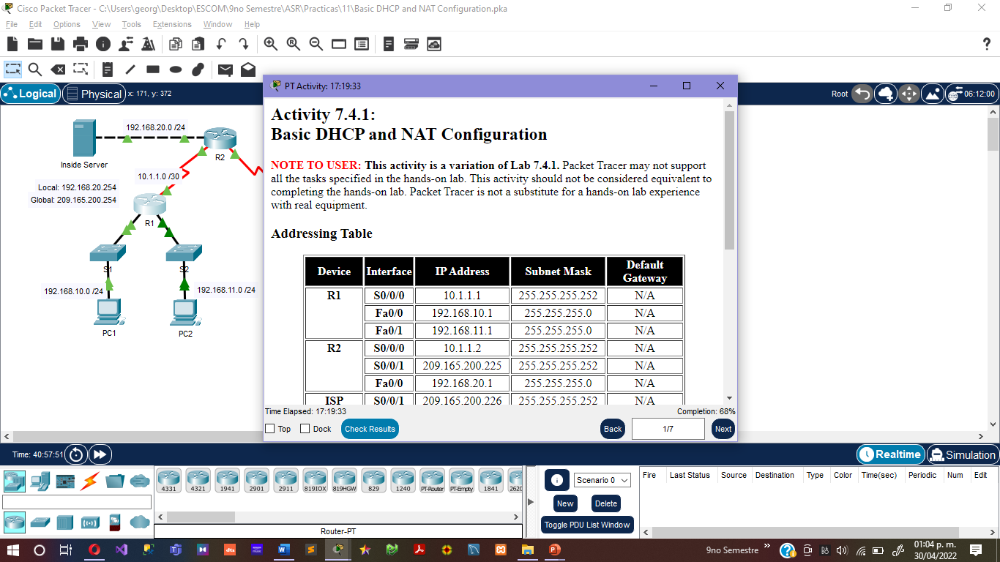 Cisco Packet Tracer - C:\Users\georg\Desktop\ESCOM\9no Semestre\ASR\Practicas\11\Basic DHCP and NAT Configuration.pka
File Edit Options View Tools Extensions Window Help
?
Logical Physical x: 171, y: 372
Root 06:12:00
192.168.20.0 /24
Inside Server
R2
10.1.1.0 /30
Local: 192.168.20.254
Global: 209.165.200.254
R1
S1
S2
192.168.10.0 /24
192.168.11.0 /24
PC1
PC2
PT Activity: 17:19:33
Activity 7.4.1:
Basic DHCP and NAT Configuration
NOTE TO USER: This activity is a variation of Lab 7.4.1. Packet Tracer may not support
all the tasks specified in the hands-on lab. This activity should not be considered equivalent to
completing the hands-on lab. Packet Tracer is not a substitute for a hands-on lab experience
with real equipment.
Addressing Table
Device Interface IP Address Subnet Mask Default Gateway
R1 S0/0/0 10.1.1.1 255.255.255.252 N/A
Fa0/0 192.168.10.1 255.255.255.0 N/A
Fa0/1 192.168.11.1 255.255.255.0 N/A
R2 S0/0/0 10.1.1.2 255.255.255.252 N/A
S0/0/1 209.165.200.225 255.255.255.252 N/A
Fa0/0 192.168.20.1 255.255.255.0 N/A
ISP S0/0/1 209.165.200.226 255.255.255.252 N/A
Time Elapsed: 17:19:33 Completion: 68%
Top Dock Check Results Back 1/7 Next
Time: 40:57:51 Realtime Simulation
4331 4321 1941 2901 2911 819IOX 819HGW 829 1240 PT-Router PT-Empty 1841 2620
Router-PT
Scenario 0
New Delete
Toggle PDU List Window
Fire Last Status Source Destination Type Color Time(sec) Periodic Num Edit
9no Semestre
01:04 p. m.
30/04/2022